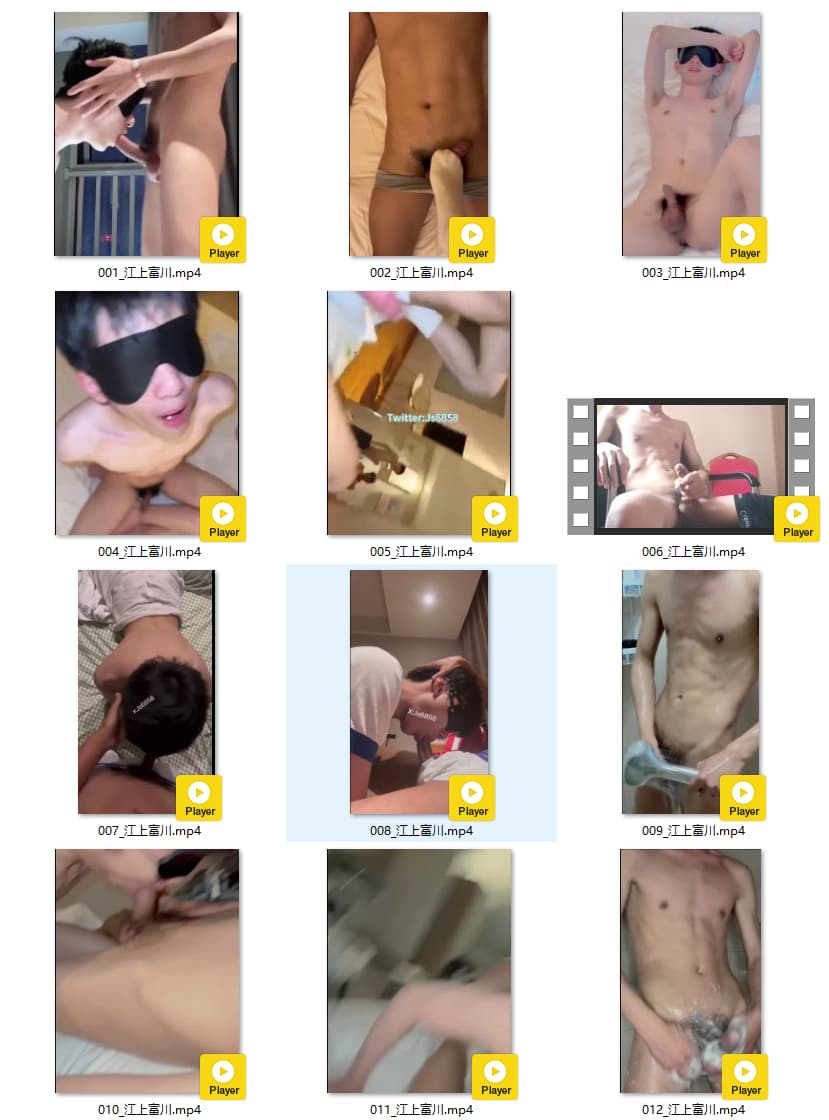 Player
Player
Player
001_江上富川.mp4
002_江上富川.mp4
003_江上富川.mp4
Twitter:Js6858
Player
Player
Player
004_江上富川.mp4
005_江上富川.mp4
006_江上富川.mp4
X:Js6858
X:Js6858
Player
Player
Player
007_江上富川.mp4
008_江上富川.mp4
009_江上富川.mp4
Player
Player
Player
010_江上富川.mp4
011_江上富川.mp4
012_江上富川.mp4